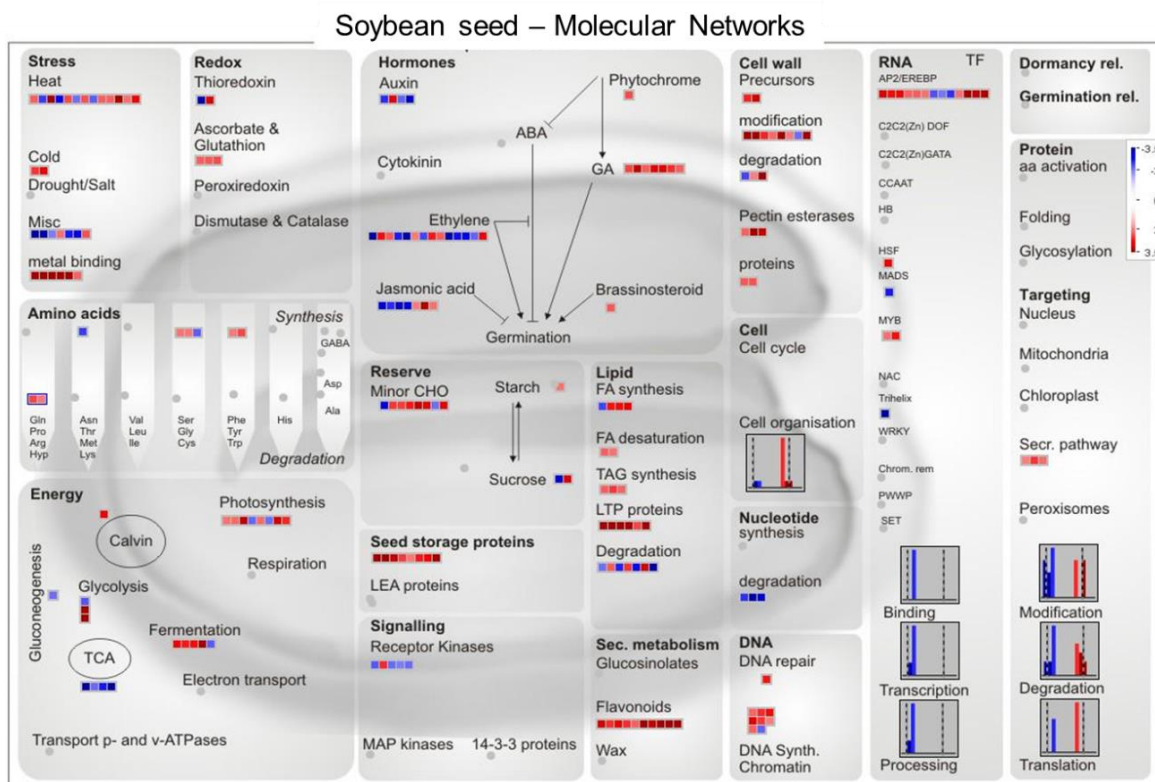 Soybean seed – Molecular Networks
Stress
Heat
Cold
Drought/Salt
Misc
metal binding
Redox
Thioredoxin
Ascorbate &
Glutathion
Peroxiredoxin
Dismutase & Catalase
Hormones
Auxin
Phytochrome
ABA
Cytokinin
GA
Ethylene
Jasmonic acid
Brassinosteroid
Germination
Cell wall
Precursors
modification
degradation
Pectin esterases
proteins
RNA
TF
AP2/EREBP
C2C2(Zn) DOF
C2C2(Zn)GATA
CCAAT
HB
HSF
MADS
MYB
NAC
Trihelix
WRKY
Chrom. rem
PWWP
SET
Binding
Transcription
Processing
Dormancy rel.
Germination rel.
Protein
aa activation
Folding
Glycosylation
Targeting
Nucleus
Mitochondria
Chloroplast
Secr. pathway
Peroxisomes
Modification
Degradation
Translation
Amino acids
Synthesis
GABA
Asp
Ala
Gln
Pro
Arg
Hyp
Asn
Thr
Met
Lys
Val
Leu
Ile
Ser
Gly
Cys
Phe
Tyr
Trp
His
Degradation
Reserve
Minor CHO
Starch
Sucrose
Lipid
FA synthesis
FA desaturation
TAG synthesis
LTP proteins
Degradation
Cell
Cell cycle
Cell organisation
Energy
Photosynthesis
Calvin
Respiration
Gluconeogenesis
Glycolysis
Fermentation
TCA
Electron transport
Transport p- and v-ATPases
Seed storage proteins
LEA proteins
Signalling
Receptor Kinases
MAP kinases
14-3-3 proteins
Nucleotide
synthesis
degradation
Sec. metabolism
Glucosinolates
Flavonoids
Wax
DNA
DNA repair
DNA Synth.
Chromatin